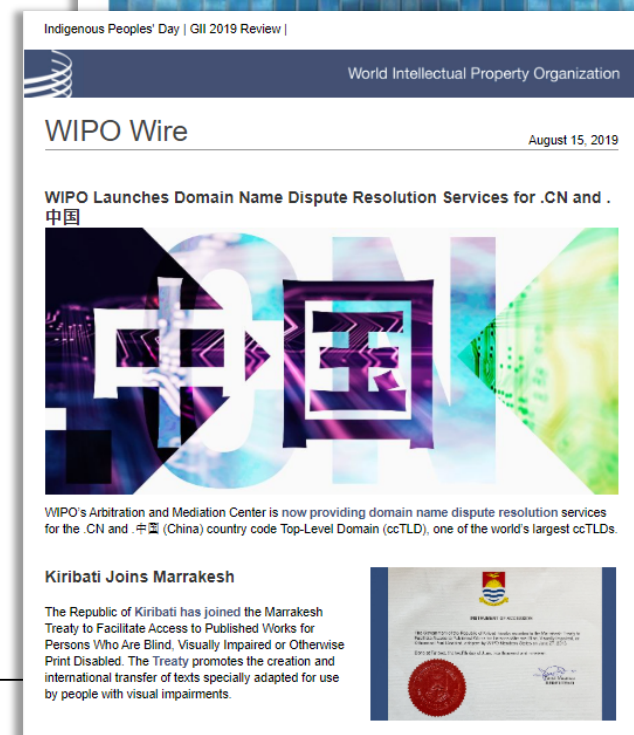 Indigenous Peoples' Day | GII 2019 Review |
World Intellectual Property Organization
WIPO Wire
August 15, 2019
WIPO Launches Domain Name Dispute Resolution Services for .CN and .
中国
.CN
中国
WIPO's Arbitration and Mediation Center is now providing domain name dispute resolution services
for the .CN and .中国 (China) country code Top-Level Domain (ccTLD), one of the world's largest ccTLDs.
Kiribati Joins Marrakesh
The Republic of Kiribati has joined the Marrakesh
Treaty to Facilitate Access to Published Works for
Persons Who Are Blind, Visually Impaired or Otherwise
Print Disabled. The Treaty promotes the creation and
international transfer of texts specially adapted for use
by people with visual impairments.
INSTRUMENT OF ACCESSION